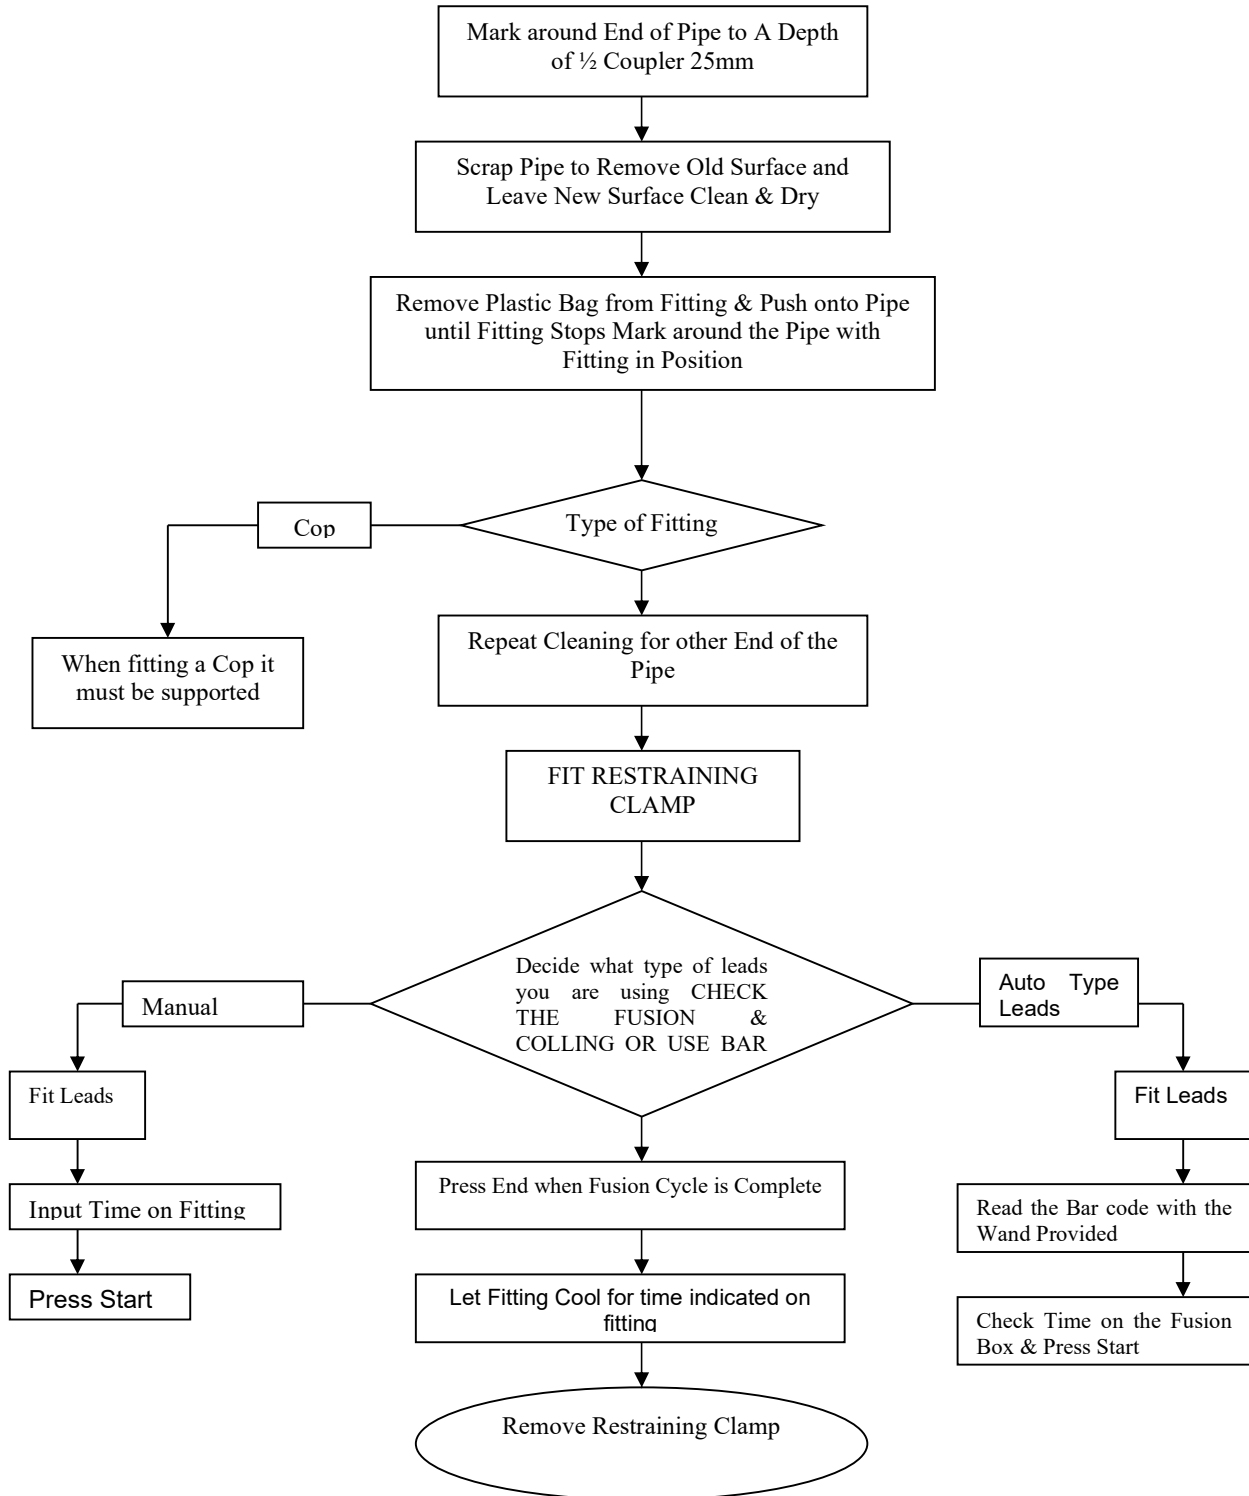 Mark around End of Pipe to A Depth
of ½ Coupler 25mm
Scrap Pipe to Remove Old Surface and
Leave New Surface Clean & Dry
Remove Plastic Bag from Fitting & Push onto Pipe
until Fitting Stops Mark around the Pipe with
Fitting in Position
Type of Fitting
Cop
When fitting a Cop it
must be supported
Repeat Cleaning for other End of the
Pipe
FIT RESTRAINING
CLAMP
Decide what type of leads
you are using CHECK
THE FUSION &
COLLING OR USE BAR
Manual
Fit Leads
Input Time on Fitting
Press Start
Auto Type
Leads
Fit Leads
Read the Bar code with the
Wand Provided
Check Time on the Fusion
Box & Press Start
Press End when Fusion Cycle is Complete
Let Fitting Cool for time indicated on
fitting
Remove Restraining Clamp